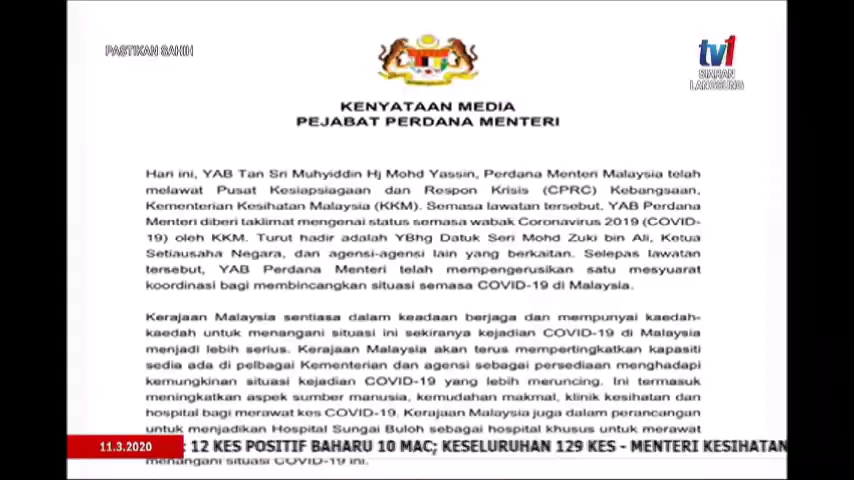 PASTIKAN SAHIH
tv1
SIARAN
LANGSUNG
KENYATAAN MEDIA
PEJABAT PERDANA MENTERI
Hari ini, YAB Tan Sri Muhyiddin Hj Mohd Yassin, Perdana Menteri Malaysia telah
melawat Pusat Kesiapsiagaan dan Respon Krisis (CPRC) Kebangsaan,
Kementerian Kesihatan Malaysia (KKM). Semasa lawatan tersebut, YAB Perdana
Menteri diberi taklimat mengenai status semasa wabak Coronavirus 2019 (COVID-
19) oleh KKM. Turut hadir adalah YBhg Datuk Seri Mohd Zuki bin Ali, Ketua
Setiausaha Negara, dan agensi-agensi lain yang berkaitan. Selepas lawatan
tersebut, YAB Perdana Menteri telah mempengerusikan satu mesyuarat
koordinasi bagi membincangkan situasi semasa COVID-19 di Malaysia.
Kerajaan Malaysia sentiasa dalam keadaan berjaga dan mempunyai kaedah-
kaedah untuk menangani situasi ini sekiranya kejadian COVID-19 di Malaysia
menjadi lebih serius. Kerajaan Malaysia akan terus mempertingkatkan kapasiti
sedia ada di pelbagai Kementerian dan agensi sebagai persediaan menghadapi
kemungkinan situasi kejadian COVID-19 yang lebih meruncing. Ini termasuk
meningkatkan aspek sumber manusia, kemudahan makmal, klinik kesihatan dan
hospital bagi merawat kes COVID-19. Kerajaan Malaysia juga dalam perancangan
untuk menjadikan Hospital Sungai Buloh sebagai hospital khusus untuk merawat
11.3.2020 : 12 KES POSITIF BAHARU 10 MAC; KESELURUHAN 129 KES - MENTERI KESIHATAN
menangani situasi COVID-19 ini.